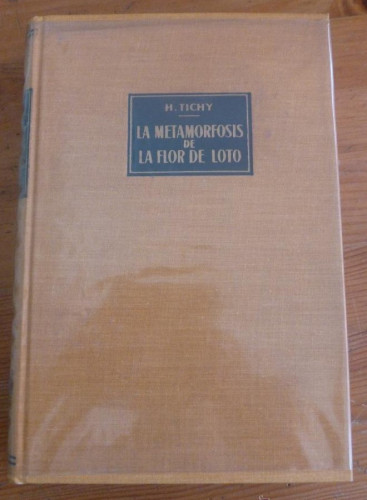 H. TICHY
LA METAMORFOSIS
DE
LA FLOR DE LOTO